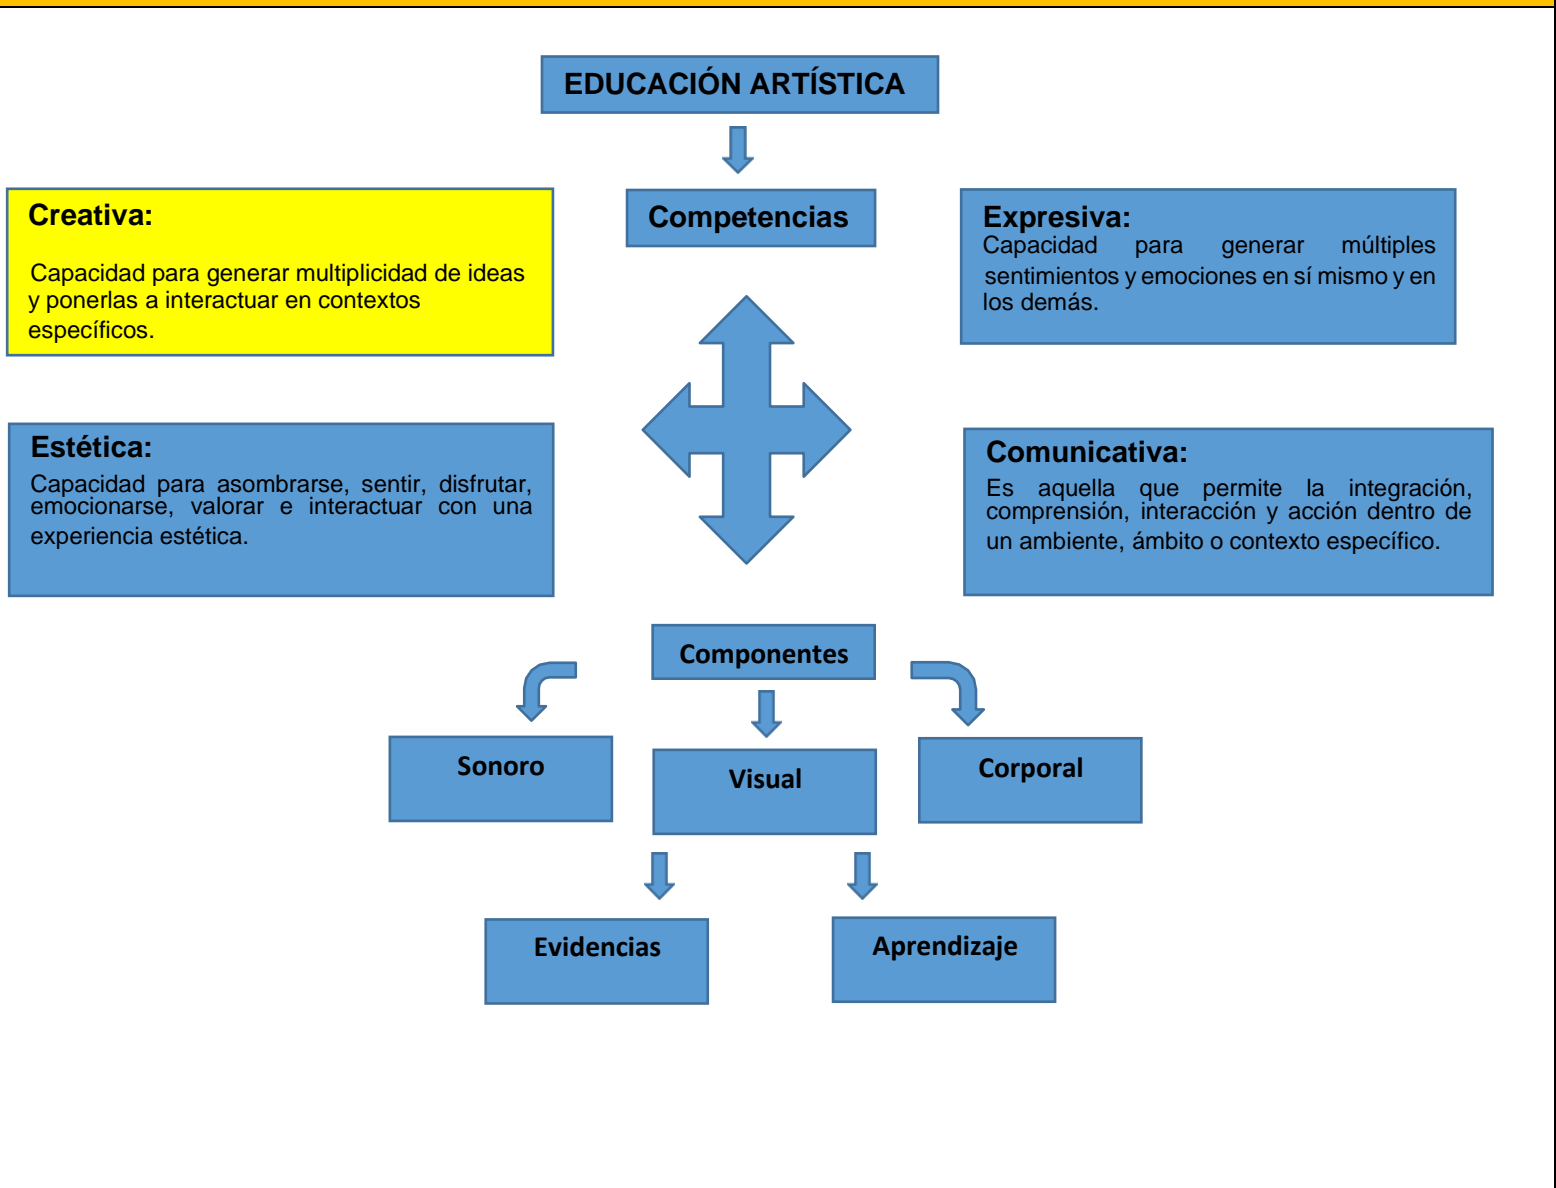 EDUCACIÓN ARTÍSTICA
Competencias
Creativa:
Capacidad para generar multiplicidad de ideas
y ponerlas a interactuar en contextos
específicos.
Expresiva:
Capacidad para generar múltiples
sentimientos y emociones en sí mismo y en
los demás.
Estética:
Capacidad para asombrarse, sentir, disfrutar,
emocionarse, valorar e interactuar con una
experiencia estética.
Comunicativa:
Es aquella que permite la integración,
comprensión, interacción y acción dentro de
un ambiente, ámbito o contexto específico.
Componentes
Sonoro
Visual
Corporal
Evidencias
Aprendizaje